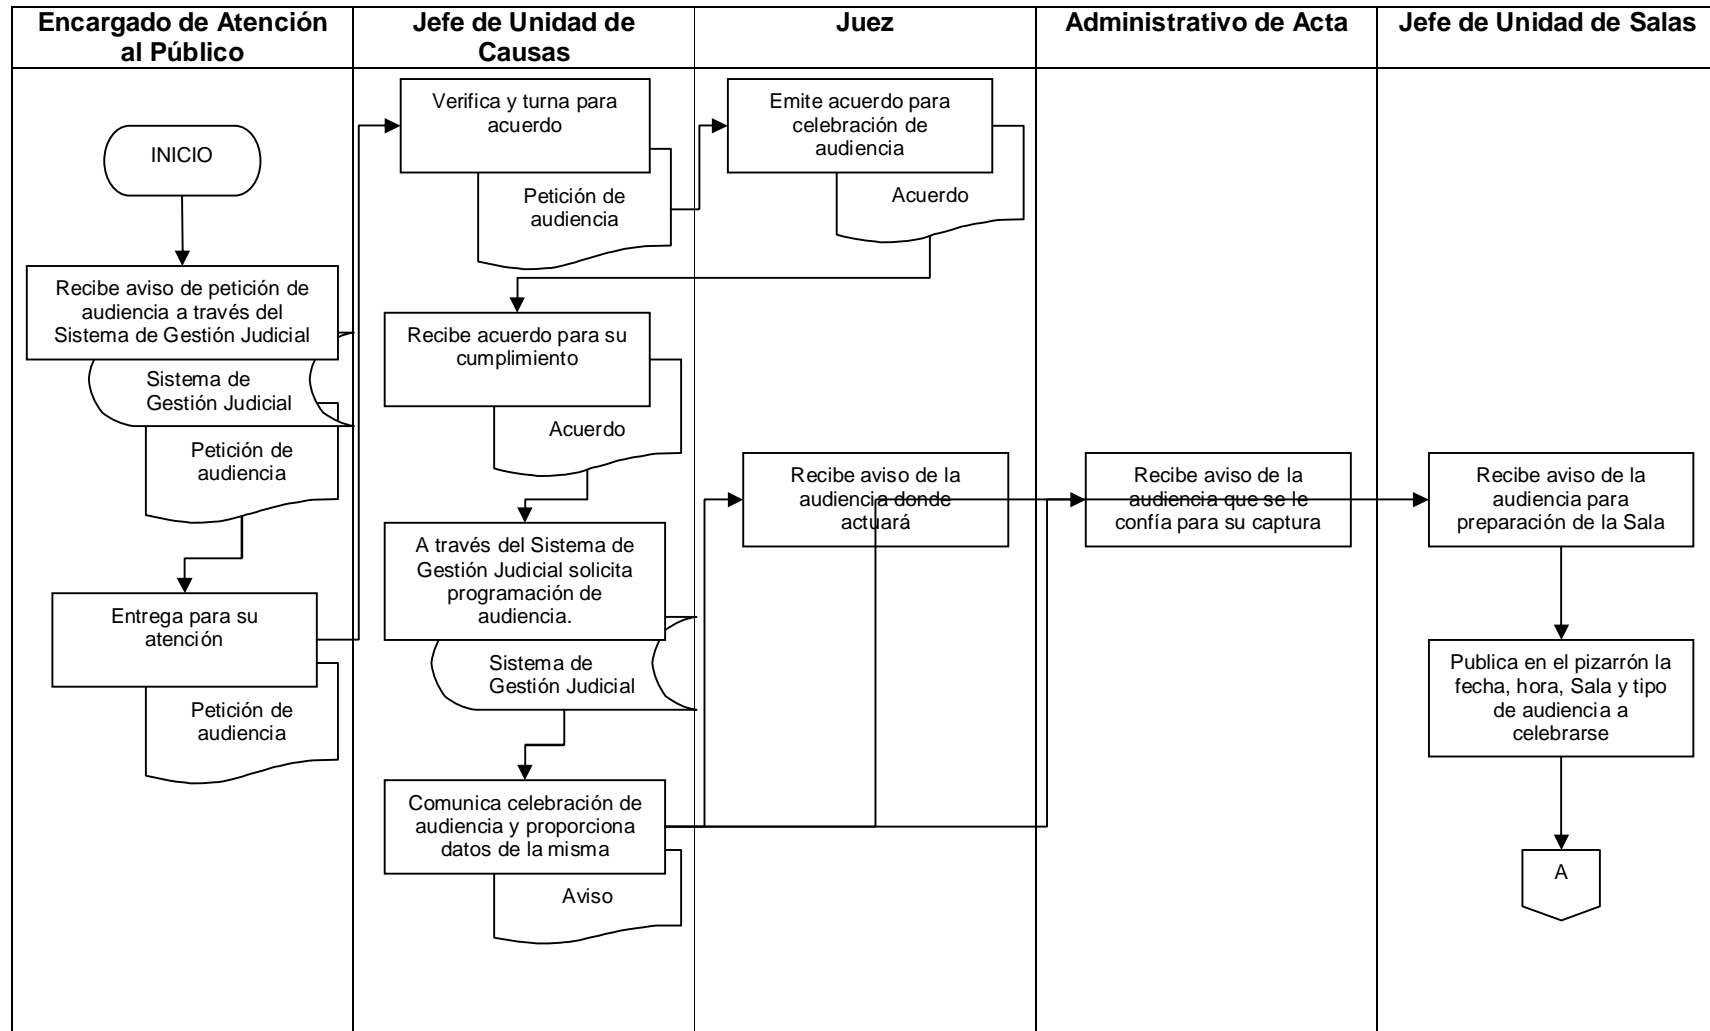 Encargado de Atención
al Público
Jefe de Unidad de
Causas
Juez
Administrativo de Acta
Jefe de Unidad de Salas
INICIO
Recibe aviso de petición de
audiencia a través del
Sistema de Gestión Judicial
Sistema de
Gestión Judicial
Petición de
audiencia
Entrega para su
atención
Petición de
audiencia
Verifica y turna para
acuerdo
Petición de
audiencia
Emite acuerdo para
celebración de
audiencia
Acuerdo
Recibe acuerdo para su
cumplimiento
Acuerdo
A través del Sistema de
Gestión Judicial solicita
programación de
audiencia.
Sistema de
Gestión Judicial
Comunica celebración de
audiencia y proporciona
datos de la misma
Aviso
Recibe aviso de la
audiencia donde
actuará
Recibe aviso de la
audiencia que se le
confía para su captura
Recibe aviso de la
audiencia para
preparación de la Sala
Publica en el pizarrón la
fecha, hora, Sala y tipo
de audiencia a
celebrarse
A